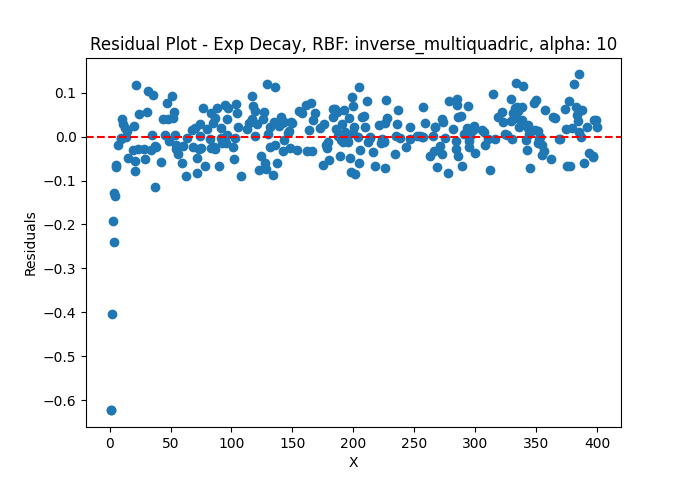 Residual Plot - Exp Decay, RBF: inverse_multiquadric, alpha: 10
0.1
0.0
−0.1
−0.2
−0.3
−0.4
−0.5
−0.6
Residuals
0 50 100 150 200 250 300 350 400
X